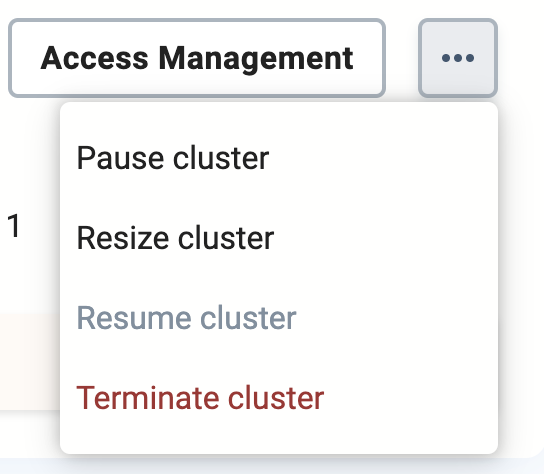 Access Management
•••
Pause cluster
1
Resize cluster
Resume cluster
Terminate cluster